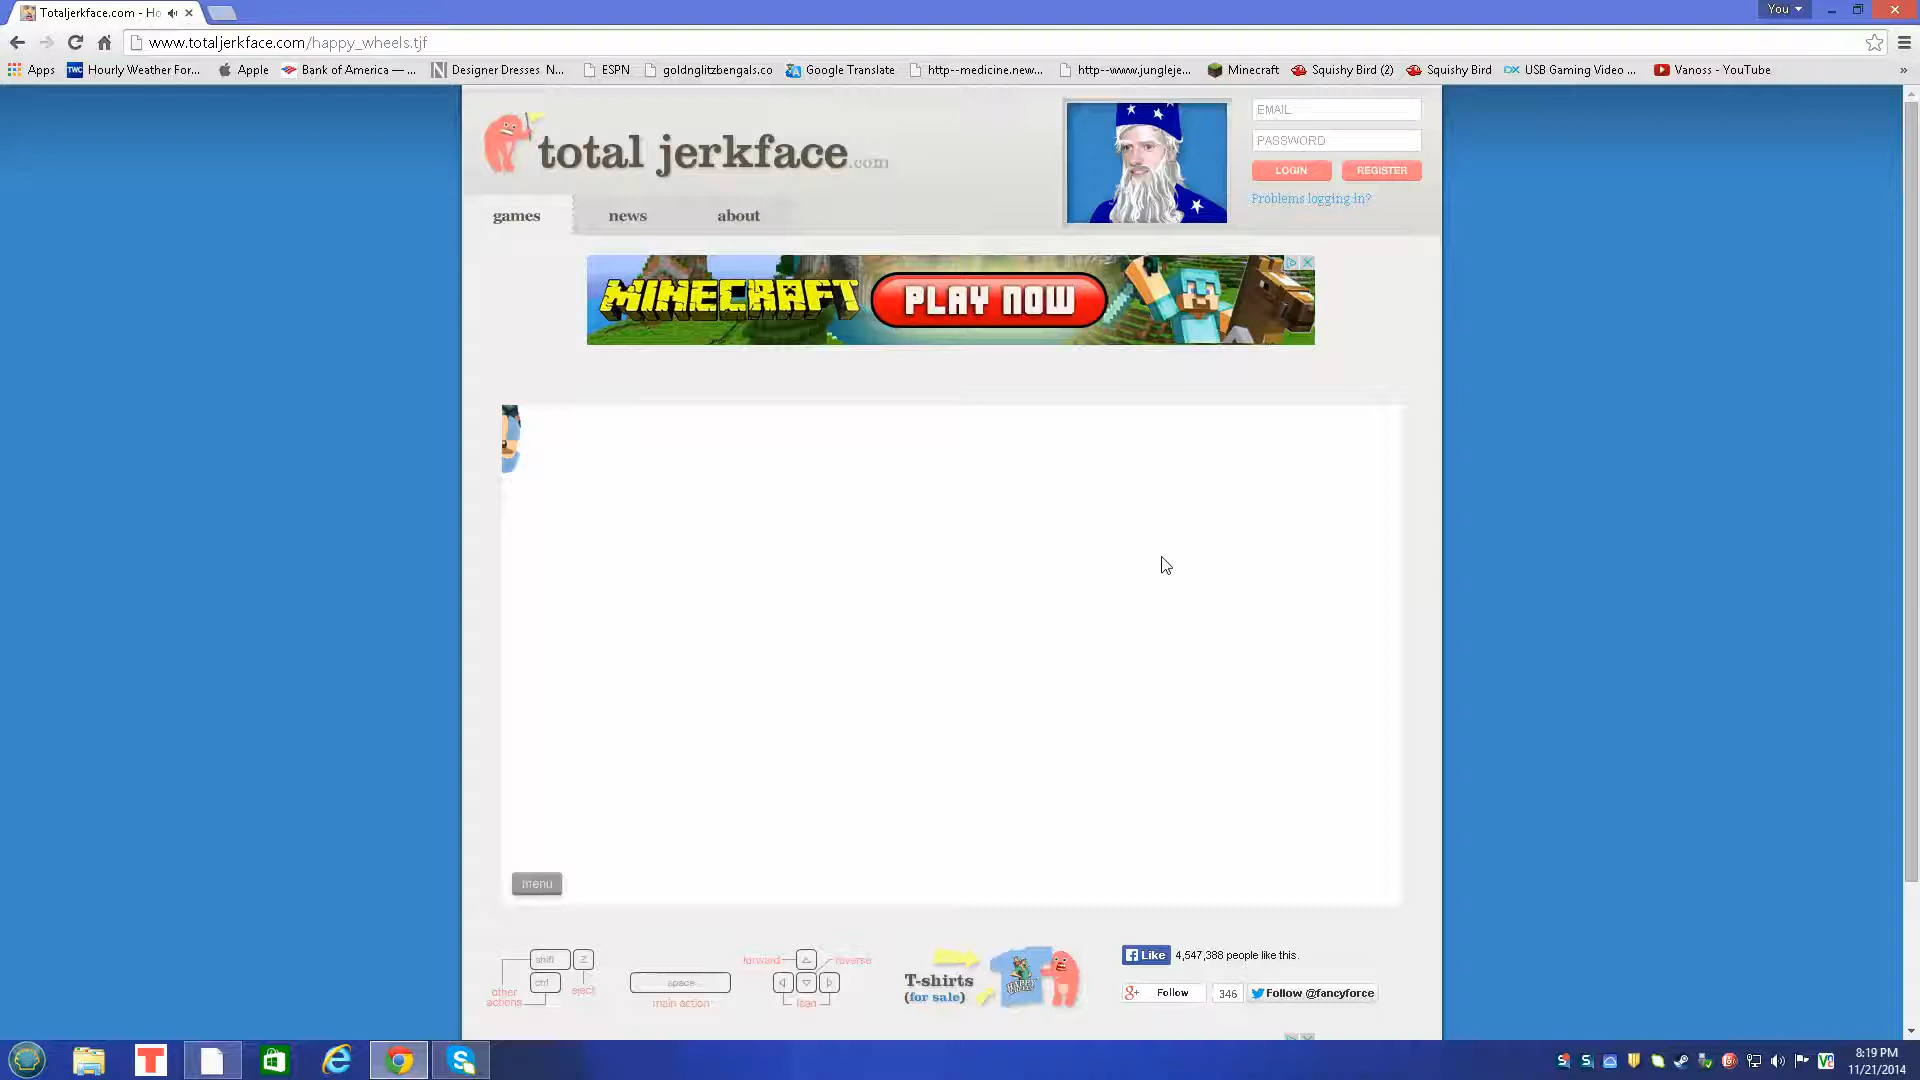 Totaljerkface.com - Ho
You
www.totaljerkface.com/happy_wheels.tjf
Apps
TWC
Hourly Weather For...
Apple
Bank of America — ...
N
Designer Dresses N...
ESPN
goldnglitzbengals.co
Google Translate
http--medicine.new...
http--www.jungleje...
Minecraft
Squishy Bird (2)
Squishy Bird
DX
USB Gaming Video ...
Vanoss - YouTube
»
total jerkface.com
EMAIL
PASSWORD
LOGIN
REGISTER
Problems logging in?
games
news
about
MINECRAFT
PLAY NOW
menu
shift
Z
ctrl
other
actions
eject
space
main action
forward
reverse
lean
T-shirts
(for sale)
HAPPY WHEELS
Like
4,547,388 people like this.
g+
Follow
346
Follow @fancyforce
8:19 PM
11/21/2014